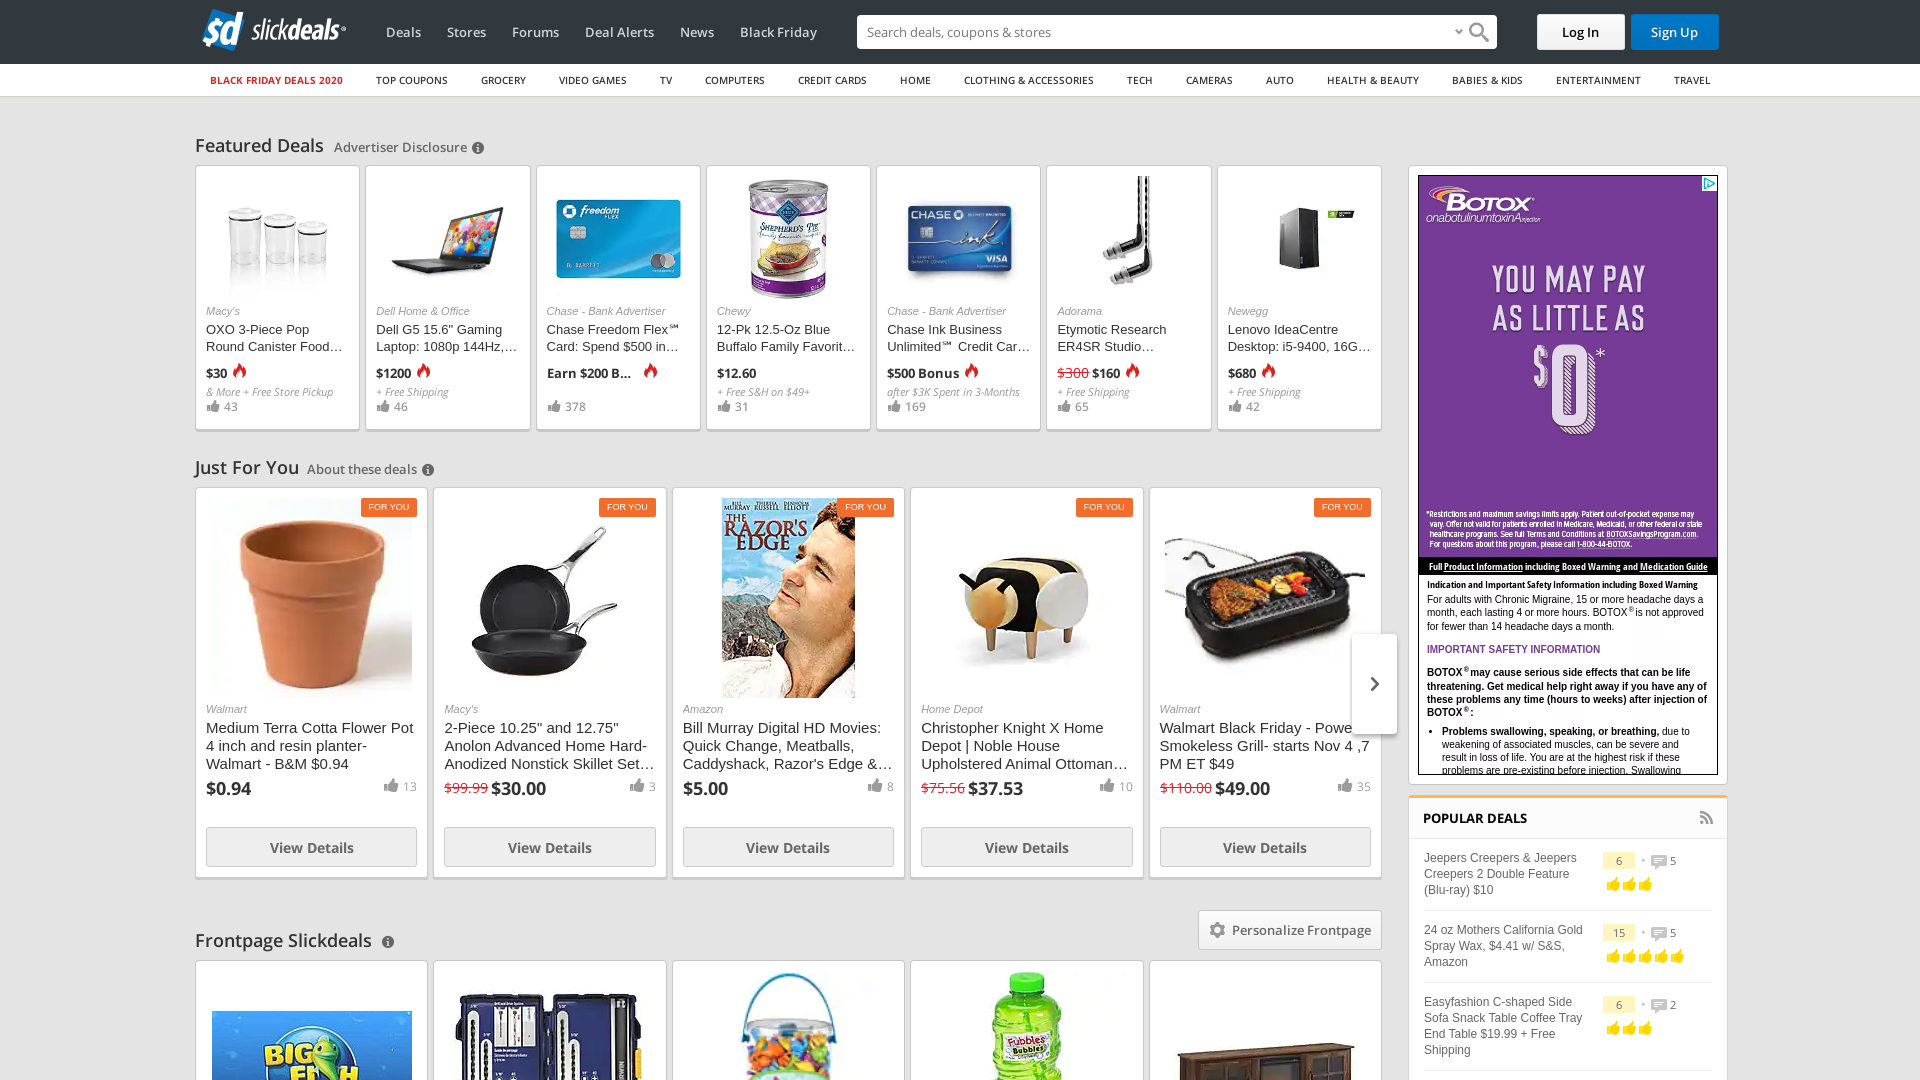 slickdeals
Deals
Stores
Forums
Deal Alerts
News
Black Friday
Search deals, coupons & stores
Log In
Sign Up
BLACK FRIDAY DEALS 2020
TOP COUPONS
GROCERY
VIDEO GAMES
TV
COMPUTERS
CREDIT CARDS
HOME
CLOTHING & ACCESSORIES
TECH
CAMERAS
AUTO
HEALTH & BEAUTY
BABIES & KIDS
ENTERTAINMENT
TRAVEL
Featured Deals
Advertiser Disclosure
Macy's
OXO 3-Piece Pop
Round Canister Food…
$30
& More + Free Store Pickup
43
Dell Home & Office
Dell G5 15.6" Gaming
Laptop: 1080p 144Hz,…
$1200
+ Free Shipping
46
freedom
FLEX
Chase - Bank Advertiser
Chase Freedom Flex℠
Card: Spend $500 in…
Earn $200 B…
378
BLUE
SHEPHERD'S PIE
Chewy
12-Pk 12.5-Oz Blue
Buffalo Family Favorit…
$12.60
+ Free S&H on $49+
31
CHASE
ink
VISA
Chase - Bank Advertiser
Chase Ink Business
Unlimited℠ Credit Car…
$500 Bonus
after $3K Spent in 3-Months
169
Adorama
Etymotic Research
ER4SR Studio…
$300 $160
+ Free Shipping
65
Newegg
Lenovo IdeaCentre
Desktop: i5-9400, 16G…
$680
+ Free Shipping
42
Just For You
About these deals
FOR YOU
Walmart
Medium Terra Cotta Flower Pot
4 inch and resin planter-
Walmart - B&M $0.94
$0.94
13
View Details
FOR YOU
Macy's
2-Piece 10.25" and 12.75"
Anolon Advanced Home Hard-
Anodized Nonstick Skillet Set…
$99.99 $30.00
3
View Details
FOR YOU
BILL MURRAY THERESA RUSSELL DENHOLM ELLIOTT
THE
RAZOR'S
EDGE
Amazon
Bill Murray Digital HD Movies:
Quick Change, Meatballs,
Caddyshack, Razor's Edge &…
$5.00
8
View Details
FOR YOU
Home Depot
Christopher Knight X Home
Depot | Noble House
Upholstered Animal Ottoman…
$75.56 $37.53
10
View Details
FOR YOU
Walmart
Walmart Black Friday - Powe
Smokeless Grill- starts Nov 4 ,7
PM ET $49
$110.00 $49.00
35
View Details
Frontpage Slickdeals
Personalize Frontpage
BIG
FISH
Fubbles
Bubbles
BOTOX
onabotulinumtoxinA injection
YOU MAY PAY
AS LITTLE AS
$0*
*Restrictions and maximum savings limits apply. Patient out-of-pocket expense may
vary. Offer not valid for patients enrolled in Medicare, Medicaid, or other federal or state
healthcare programs. See full Terms and Conditions at BOTOXSavingsProgram.com.
For questions about this program, please call 1-800-44-BOTOX.
Full Product Information including Boxed Warning and Medication Guide
Indication and Important Safety Information including Boxed Warning
For adults with Chronic Migraine, 15 or more headache days a
month, each lasting 4 or more hours. BOTOX® is not approved
for fewer than 14 headache days a month.
IMPORTANT SAFETY INFORMATION
BOTOX® may cause serious side effects that can be life
threatening. Get medical help right away if you have any of
these problems any time (hours to weeks) after injection of
BOTOX®:
• Problems swallowing, speaking, or breathing, due to
weakening of associated muscles, can be severe and
result in loss of life. You are at the highest risk if these
problems are pre-existing before injection. Swallowing
POPULAR DEALS
Jeepers Creepers & Jeepers
Creepers 2 Double Feature
(Blu-ray) $10
6
5
24 oz Mothers California Gold
Spray Wax, $4.41 w/ S&S,
Amazon
15
5
Easyfashion C-shaped Side
Sofa Snack Table Coffee Tray
End Table $19.99 + Free
Shipping
6
2